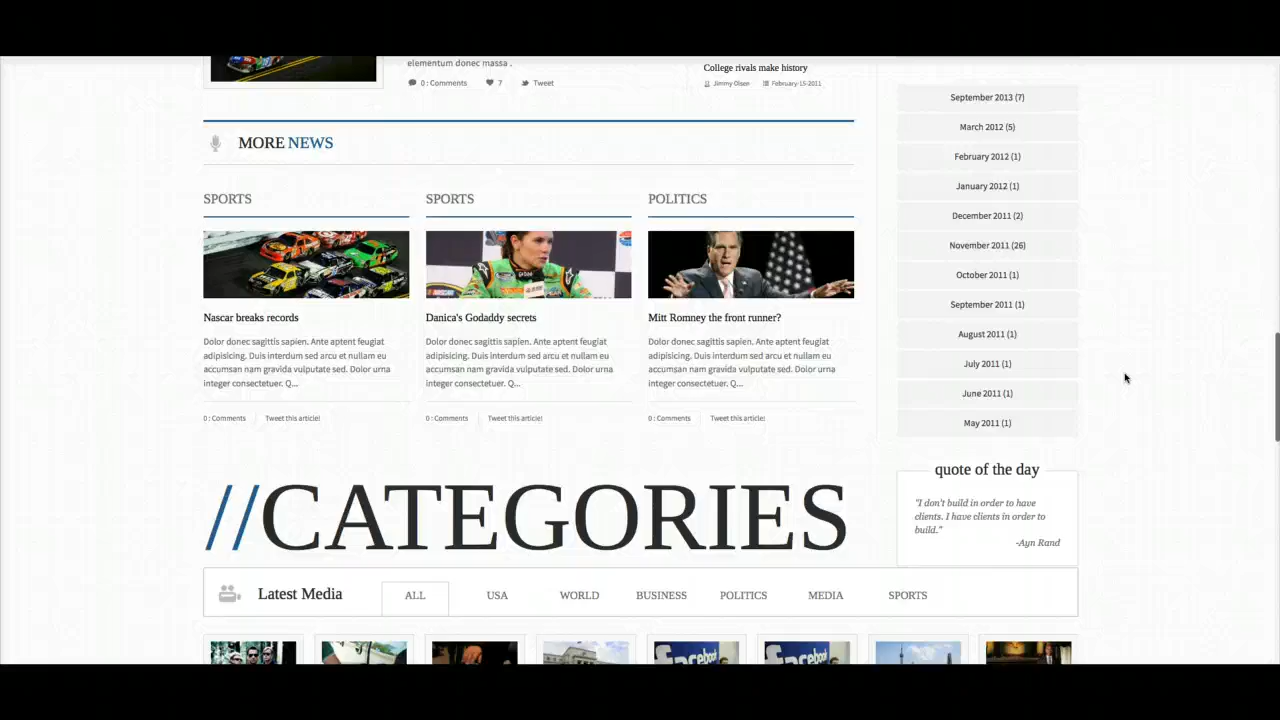 elementum donec massa .
0 : Comments 7 Tweet
College rivals make history
Jimmy Olson February-15-2011
MORE NEWS
SPORTS
Nascar breaks records
Dolor donec sagittis sapien. Ante aptent feugiat
adipisicing. Duis interdum sed arcu et nullam eu
accumsan nam gravida vulputate sed. Dolor urna
integer consectetuer. Q...
0 : Comments Tweet this article!
SPORTS
Danica's Godaddy secrets
Dolor donec sagittis sapien. Ante aptent feugiat
adipisicing. Duis interdum sed arcu et nullam eu
accumsan nam gravida vulputate sed. Dolor urna
integer consectetuer. Q...
0 : Comments Tweet this article!
POLITICS
Mitt Romney the front runner?
Dolor donec sagittis sapien. Ante aptent feugiat
adipisicing. Duis interdum sed arcu et nullam eu
accumsan nam gravida vulputate sed. Dolor urna
integer consectetuer. Q...
0 : Comments Tweet this article!
September 2013 (7)
March 2012 (5)
February 2012 (1)
January 2012 (1)
December 2011 (2)
November 2011 (26)
October 2011 (1)
September 2011 (1)
August 2011 (1)
July 2011 (1)
June 2011 (1)
May 2011 (1)
quote of the day
"I don't build in order to have
clients. I have clients in order to
build."
-Ayn Rand
//CATEGORIES
Latest Media ALL USA WORLD BUSINESS POLITICS MEDIA SPORTS
facebook
facebook